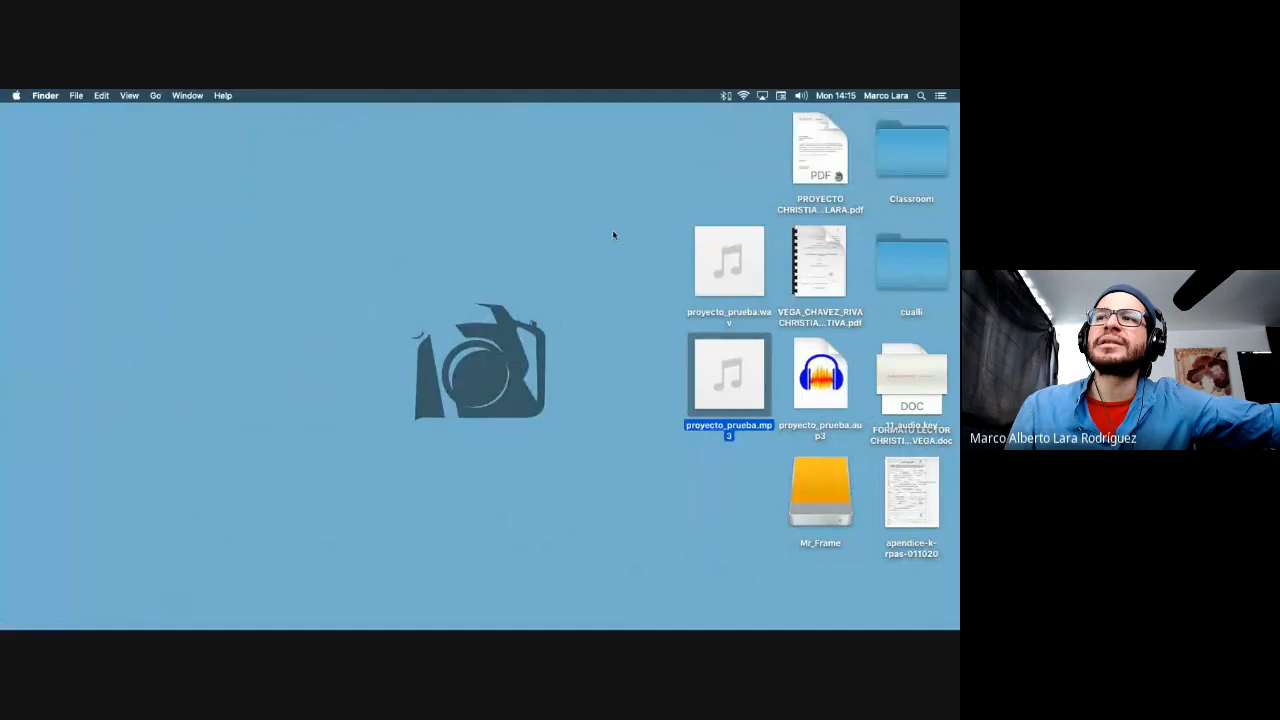 Finder File Edit View Go Window Help
Mon 14:15 Marco Lara
PDF
PROYECTO
CHRISTIA...LARA.pdf
Classroom
proyecto_prueba.wa
v
VEGA_CHAVEZ_RIVA
CHRISTIA...TIVA.pdf
cualli
proyecto_prueba.mp
3
proyecto_prueba.au
p3
DOC
11_audio.key
FORMATO LECTOR
CHRISTI...VEGA.doc
Mr_Frame
apendice-k-
rpas-011020
Marco Alberto Lara Rodríguez